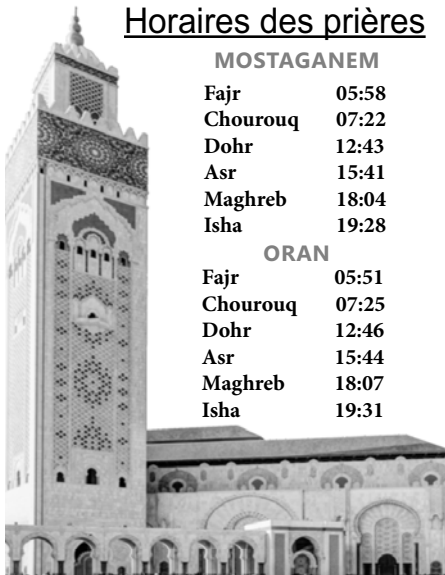 Horaires des prières
MOSTAGANEM
Fajr 05:58
Chourouq 07:22
Dohr 12:43
Asr 15:41
Maghreb 18:04
Isha 19:28
ORAN
Fajr 05:51
Chourouq 07:25
Dohr 12:46
Asr 15:44
Maghreb 18:07
Isha 19:31